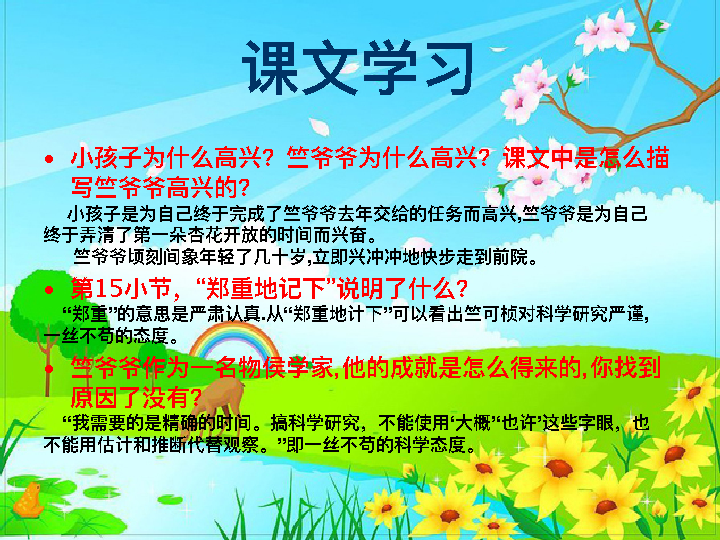 课文学习
• 小孩子为什么高兴？竺爷爷为什么高兴？课文中是怎么描
写竺爷爷高兴的？
小孩子是为自己终于完成了竺爷爷去年交给的任务而高兴,竺爷爷是为自己
终于弄清了第一朵杏花开放的时间而兴奋。
竺爷爷顷刻间象年轻了几十岁,立即兴冲冲地快步走到前院。
• 第15小节，“郑重地记下”说明了什么？
“郑重”的意思是严肃认真.从“郑重地计下”可以看出竺可桢对科学研究严谨,
一丝不苟的态度。
• 竺爷爷作为一名物侯学家,他的成就是怎么得来的,你找到
原因了没有？
“我需要的是精确的时间。搞科学研究，不能使用‘大概’‘也许’这些字眼，也
不能用估计和推断代替观察。”即一丝不苟的科学态度。